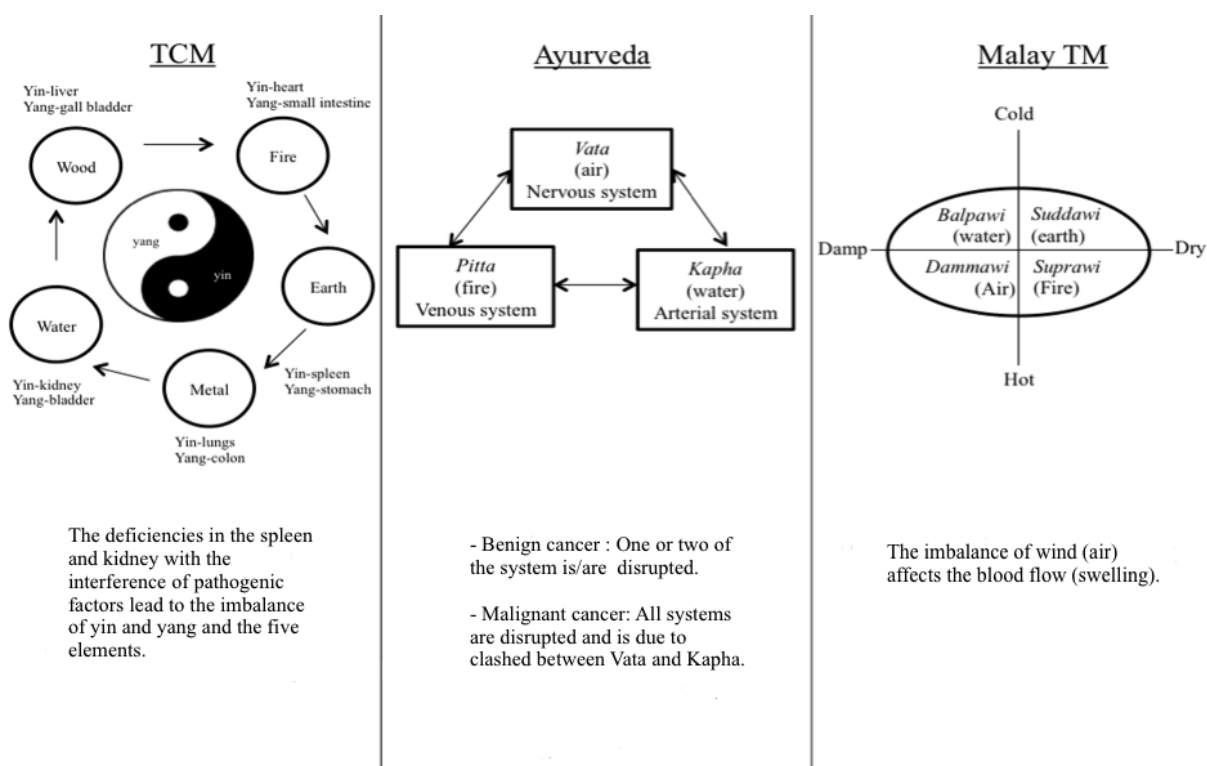 TCM
Yin-liver
Yang-gall bladder
Yin-heart
Yang-small intestine
Wood
Fire
yang
yin
Earth
Water
Metal
Yin-spleen
Yang-stomach
Yin-kidney
Yang-bladder
Yin-lungs
Yang-colon
The deficiencies in the spleen
and kidney with the
interference of pathogenic
factors lead to the imbalance
of yin and yang and the five
elements.
Ayurveda
Vata
(air)
Nervous system
Pitta
(fire)
Venous system
Kapha
(water)
Arterial system
- Benign cancer : One or two of
the system is/are disrupted.
- Malignant cancer: All systems
are disrupted and is due to
clashed between Vata and Kapha.
Malay TM
Cold
Balpawi
(water)
Suddawi
(earth)
Damp
Dry
Dammawi
(Air)
Suprawi
(Fire)
Hot
The imbalance of wind (air)
affects the blood flow (swelling).